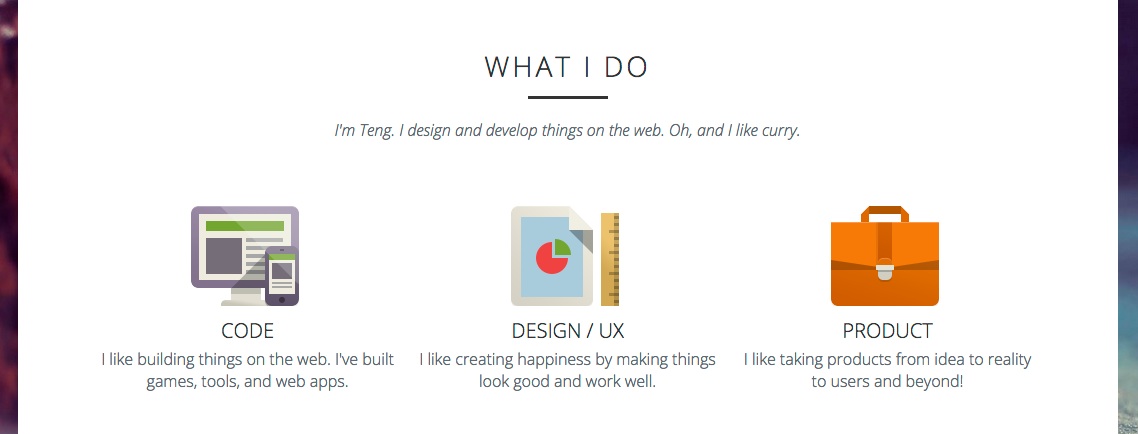 WHAT I DO
I'm Teng. I design and develop things on the web. Oh, and I like curry.
CODE
I like building things on the web. I've built
games, tools, and web apps.
DESIGN / UX
I like creating happiness by making things
look good and work well.
PRODUCT
I like taking products from idea to reality
to users and beyond!